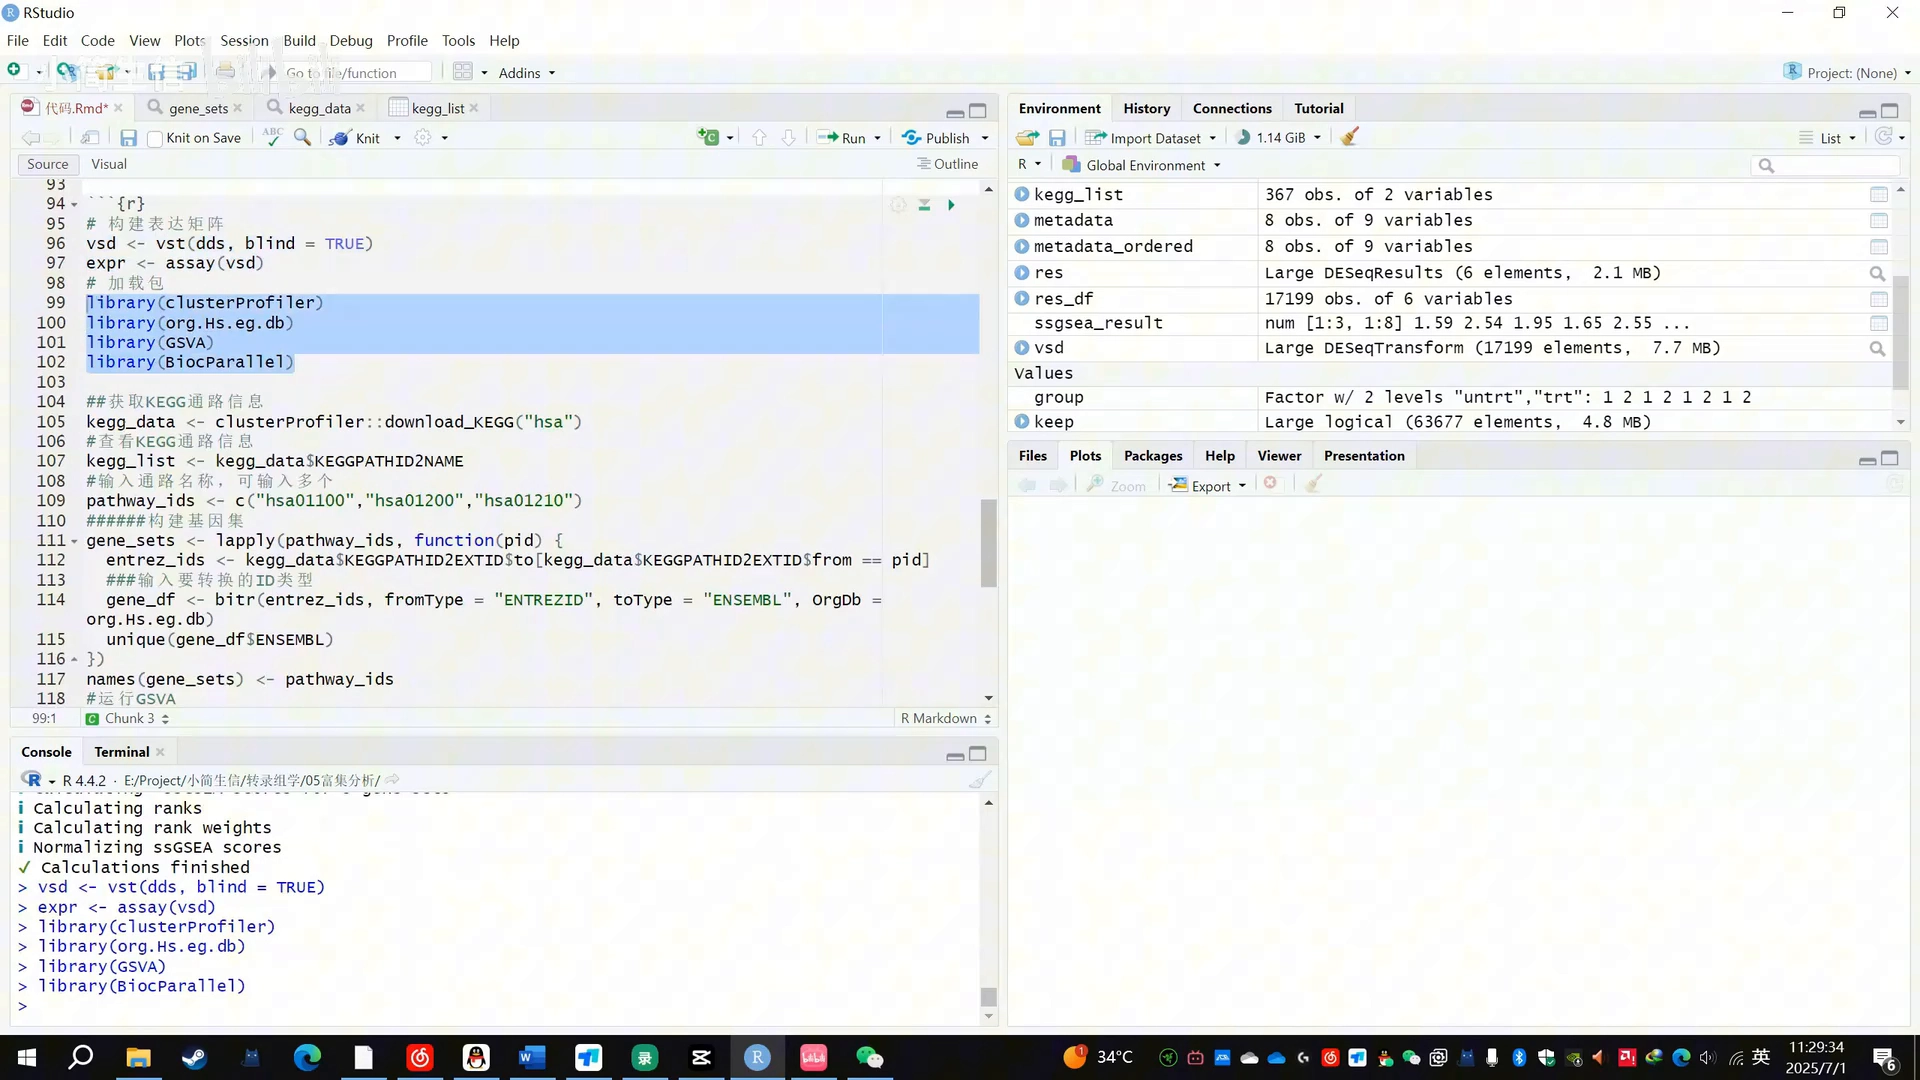 RStudio
File Edit Code View Plots Session Build Debug Profile Tools Help
Go to file/function Addins Project: (None)
代码.Rmd* gene_sets kegg_data kegg_list
Knit on Save ABC Knit Run Publish
Source Visual Outline
93
94 ```{r}
95 # 构建表达矩阵
96 vsd <- vst(dds, blind = TRUE)
97 expr <- assay(vsd)
98 # 加载包
99 library(clusterProfiler)
100 library(org.Hs.eg.db)
101 library(GSVA)
102 library(BiocParallel)
103
104 ##获取KEGG通路信息
105 kegg_data <- clusterProfiler::download_KEGG("hsa")
106 #查看KEGG通路信息
107 kegg_list <- kegg_data$KEGGPATHID2NAME
108 #输入通路名称，可输入多个
109 pathway_ids <- c("hsa01100","hsa01200","hsa01210")
110 ######构建基因集
111 gene_sets <- lapply(pathway_ids, function(pid) {
112 entrez_ids <- kegg_data$KEGGPATHID2EXTID$to[kegg_data$KEGGPATHID2EXTID$from == pid]
113 ###输入要转换的ID类型
114 gene_df <- bitr(entrez_ids, fromType = "ENTREZID", toType = "ENSEMBL", OrgDb =
org.Hs.eg.db)
115 unique(gene_df$ENSEMBL)
116 })
117 names(gene_sets) <- pathway_ids
118 #运行GSVA
99:1 Chunk 3 R Markdown
Console Terminal
R 4.4.2 · E:/Project/小简生信/转录组学/05富集分析/
i Calculating ranks
i Calculating rank weights
i Normalizing ssGSEA scores
✓ Calculations finished
> vsd <- vst(dds, blind = TRUE)
> expr <- assay(vsd)
> library(clusterProfiler)
> library(org.Hs.eg.db)
> library(GSVA)
> library(BiocParallel)
>
Environment History Connections Tutorial
Import Dataset 1.14 GiB List
R Global Environment
kegg_list 367 obs. of 2 variables
metadata 8 obs. of 9 variables
metadata_ordered 8 obs. of 9 variables
res Large DESeqResults (6 elements, 2.1 MB)
res_df 17199 obs. of 6 variables
ssgsea_result num [1:3, 1:8] 1.59 2.54 1.95 1.65 2.55 ...
vsd Large DESeqTransform (17199 elements, 7.7 MB)
Values
group Factor w/ 2 levels "untrt","trt": 1 2 1 2 1 2 1 2
keep Large logical (63677 elements, 4.8 MB)
Files Plots Packages Help Viewer Presentation
Zoom Export
34°C 英 11:29:34
2025/7/1
6